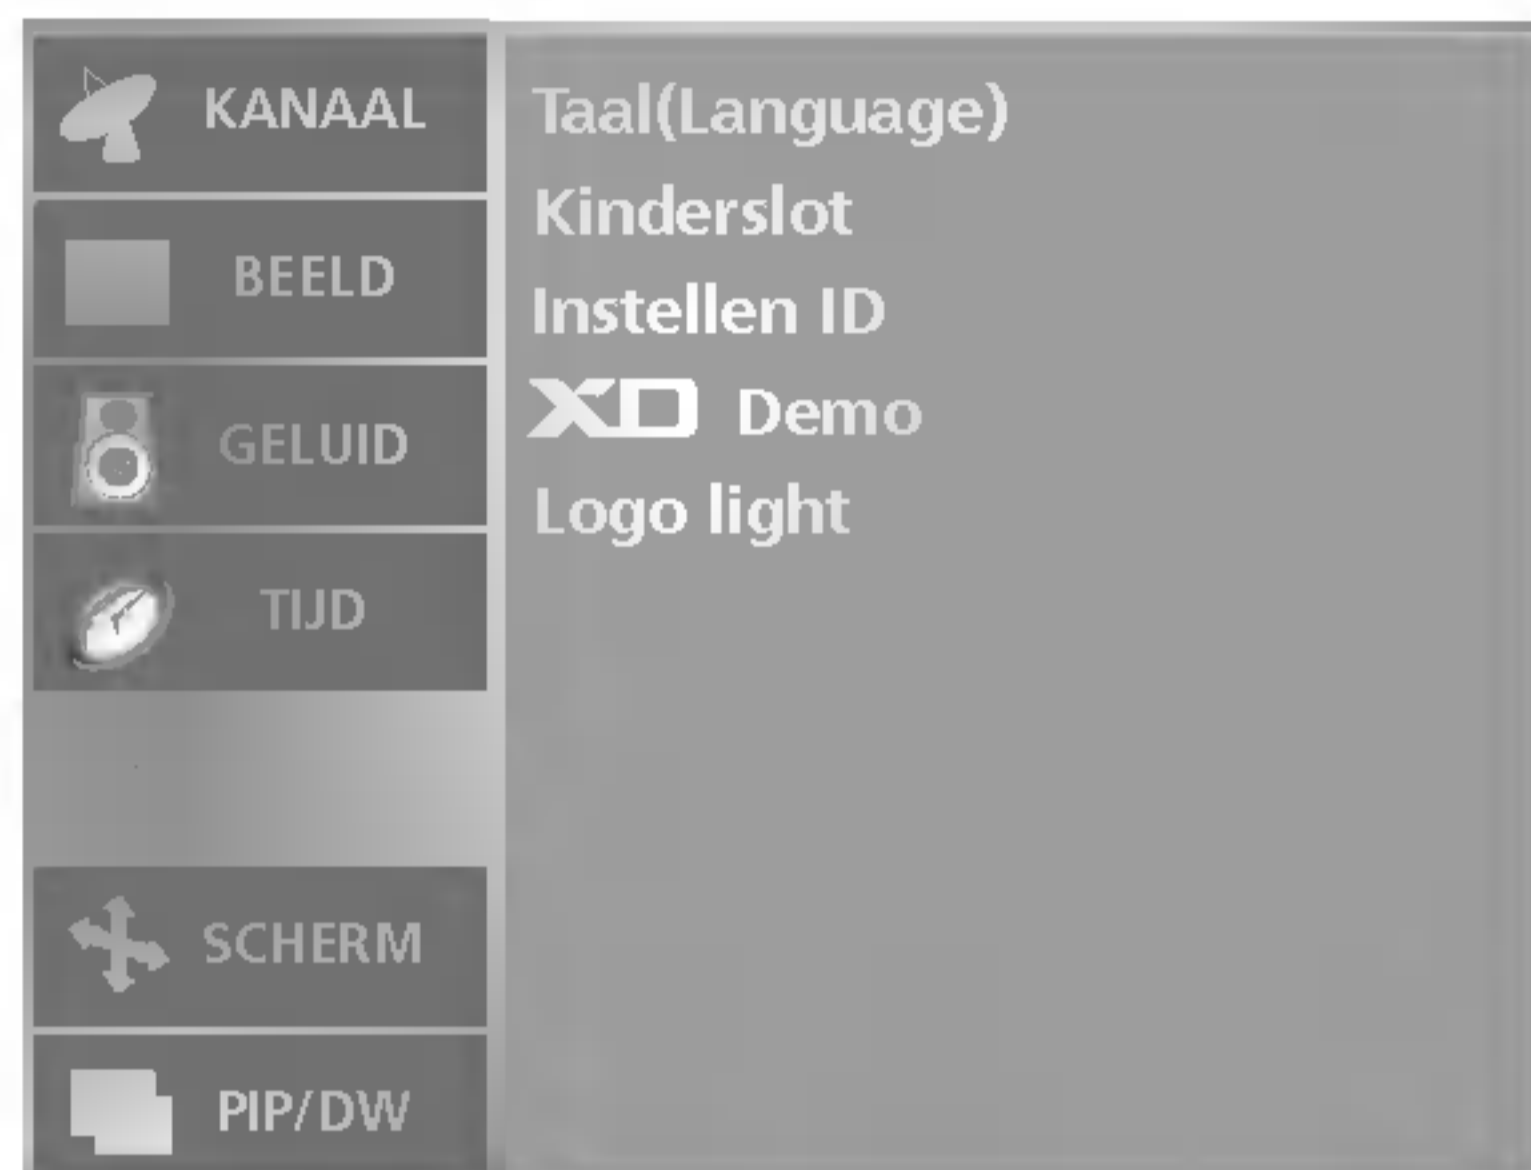 KANAAL
BEELD
GELUID
TIJD
SCHERM
PIP/DW
Taal(Language)
Kinderslot
Instellen ID
XD Demo
Logo light